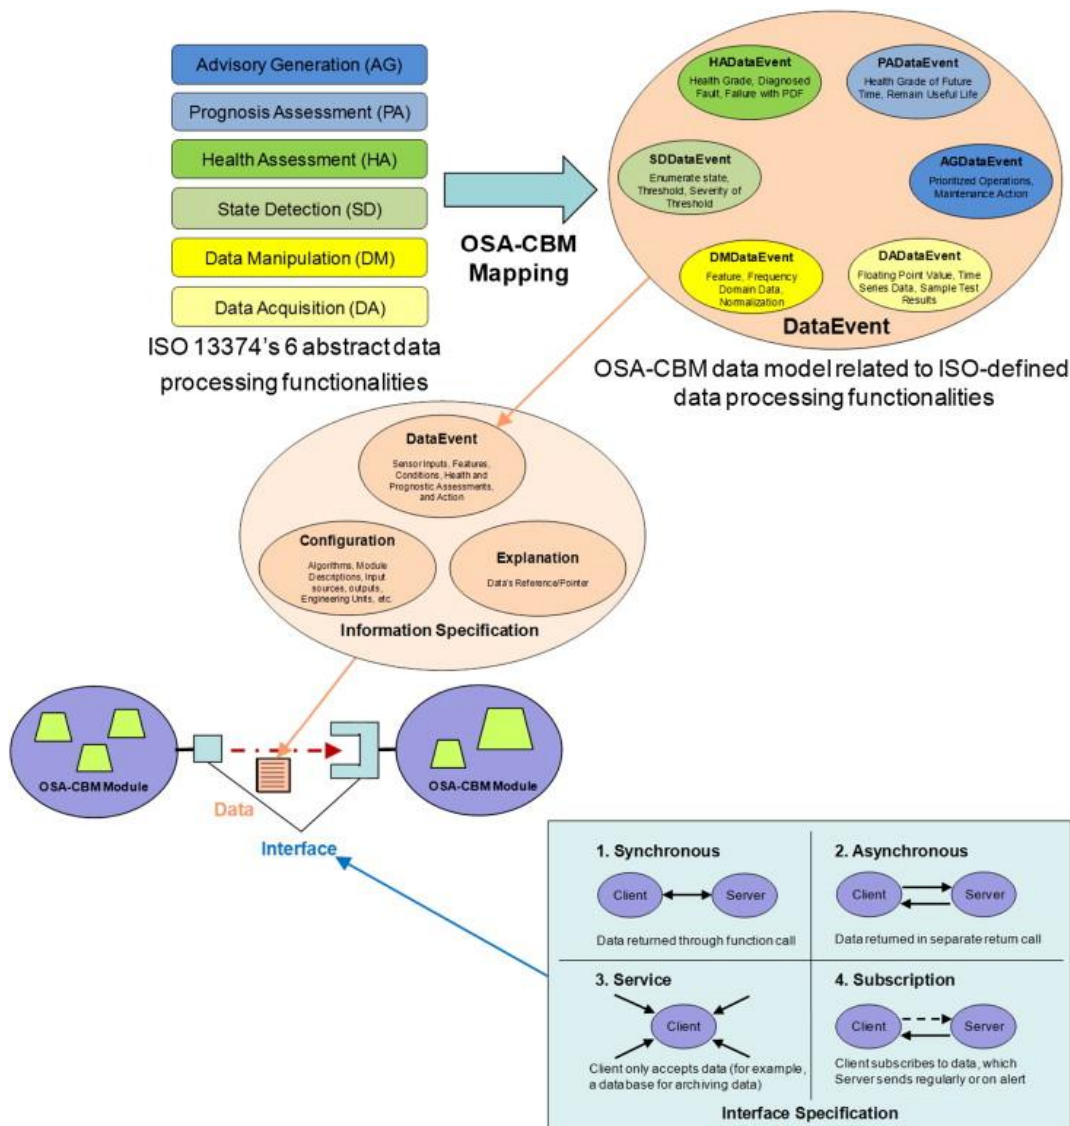 Advisory Generation (AG)
Prognosis Assessment (PA)
Health Assessment (HA)
State Detection (SD)
Data Manipulation (DM)
Data Acquisition (DA)
ISO 13374's 6 abstract data
processing functionalities
OSA-CBM
Mapping
HADataEvent
Health Grade, Diagnosed
Fault, Failure with PDF
PADataEvent
Health Grade of Future
Time, Remain Useful Life
SDDataEvent
Enumerate state,
Threshold, Severity of
Threshold
AGDataEvent
Prioritized Operations,
Maintenance Action
DMDataEvent
Feature, Frequency
Domain Data,
Normalization
DADataEvent
Floating Point Value, Time
Series Data, Sample Test
Results
DataEvent
OSA-CBM data model related to ISO-defined
data processing functionalities
DataEvent
Sensor Inputs, Features,
Conditions, Health and
Prognostic Assessments,
and Action
Configuration
Algorithms, Module
Descriptions, Input
sources, outputs,
Engineering Units, etc.
Explanation
Data's Reference/Pointer
Information Specification
OSA-CBM Module
OSA-CBM Module
Data
Interface
1. Synchronous
Client
Server
Data returned through function call
2. Asynchronous
Client
Server
Data returned in separate return call
3. Service
Client
Client only accepts data (for example,
a database for archiving data)
4. Subscription
Client
Server
Client subscribes to data, which
Server sends regularly or on alert
Interface Specification